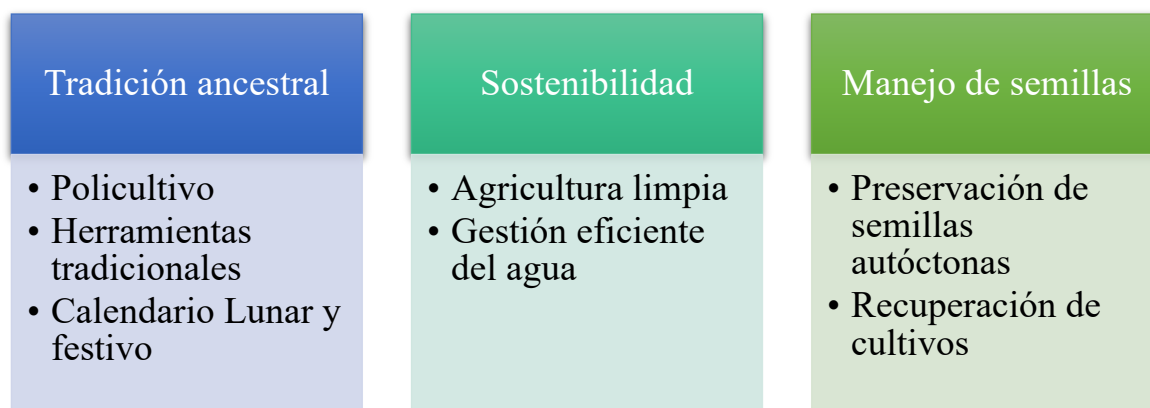 Tradición ancestral
• Policultivo
• Herramientas
tradicionales
• Calendario Lunar y
festivo
Sostenibilidad
• Agricultura limpia
• Gestión eficiente
del agua
Manejo de semillas
• Preservación de
semillas
autóctonas
• Recuperación de
cultivos